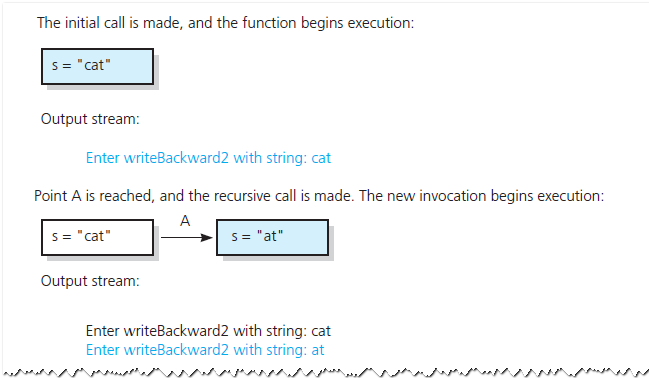 The initial call is made, and the function begins execution:
s = "cat"
Output stream:
Enter writeBackward2 with string: cat
Point A is reached, and the recursive call is made. The new invocation begins execution:
A
s = "cat" s = "at"
Output stream:
Enter writeBackward2 with string: cat
Enter writeBackward2 with string: at